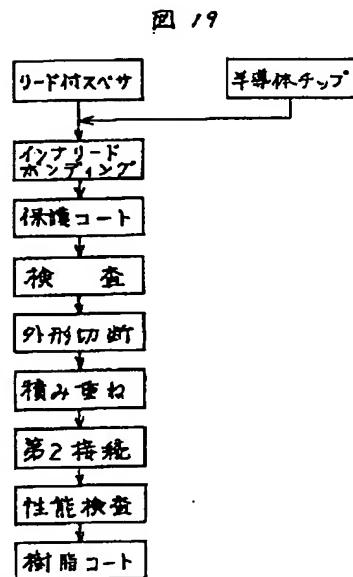 図 19
リード付スペサ
半導体チップ
インナリード
ボンディング
保護コート
検 査
外形切断
積み重ね
第2接続
性能検査
樹脂コート